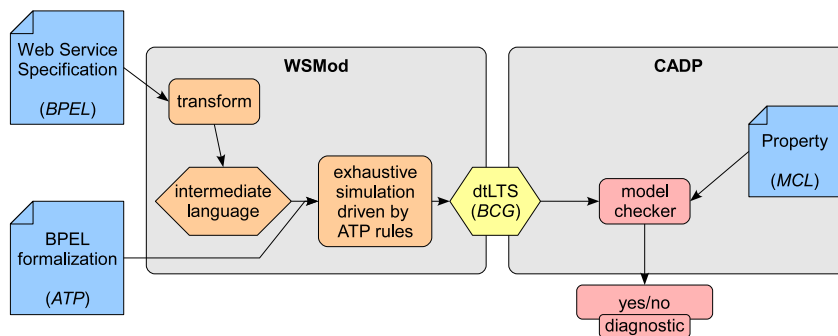 Web Service
Specification
(BPEL)
WSMod
transform
intermediate
language
BPEL
formalization
(ATP)
exhaustive
simulation
driven by
ATP rules
dtLTS
(BCG)
CADP
Property
(MCL)
model
checker
yes/no
diagnostic